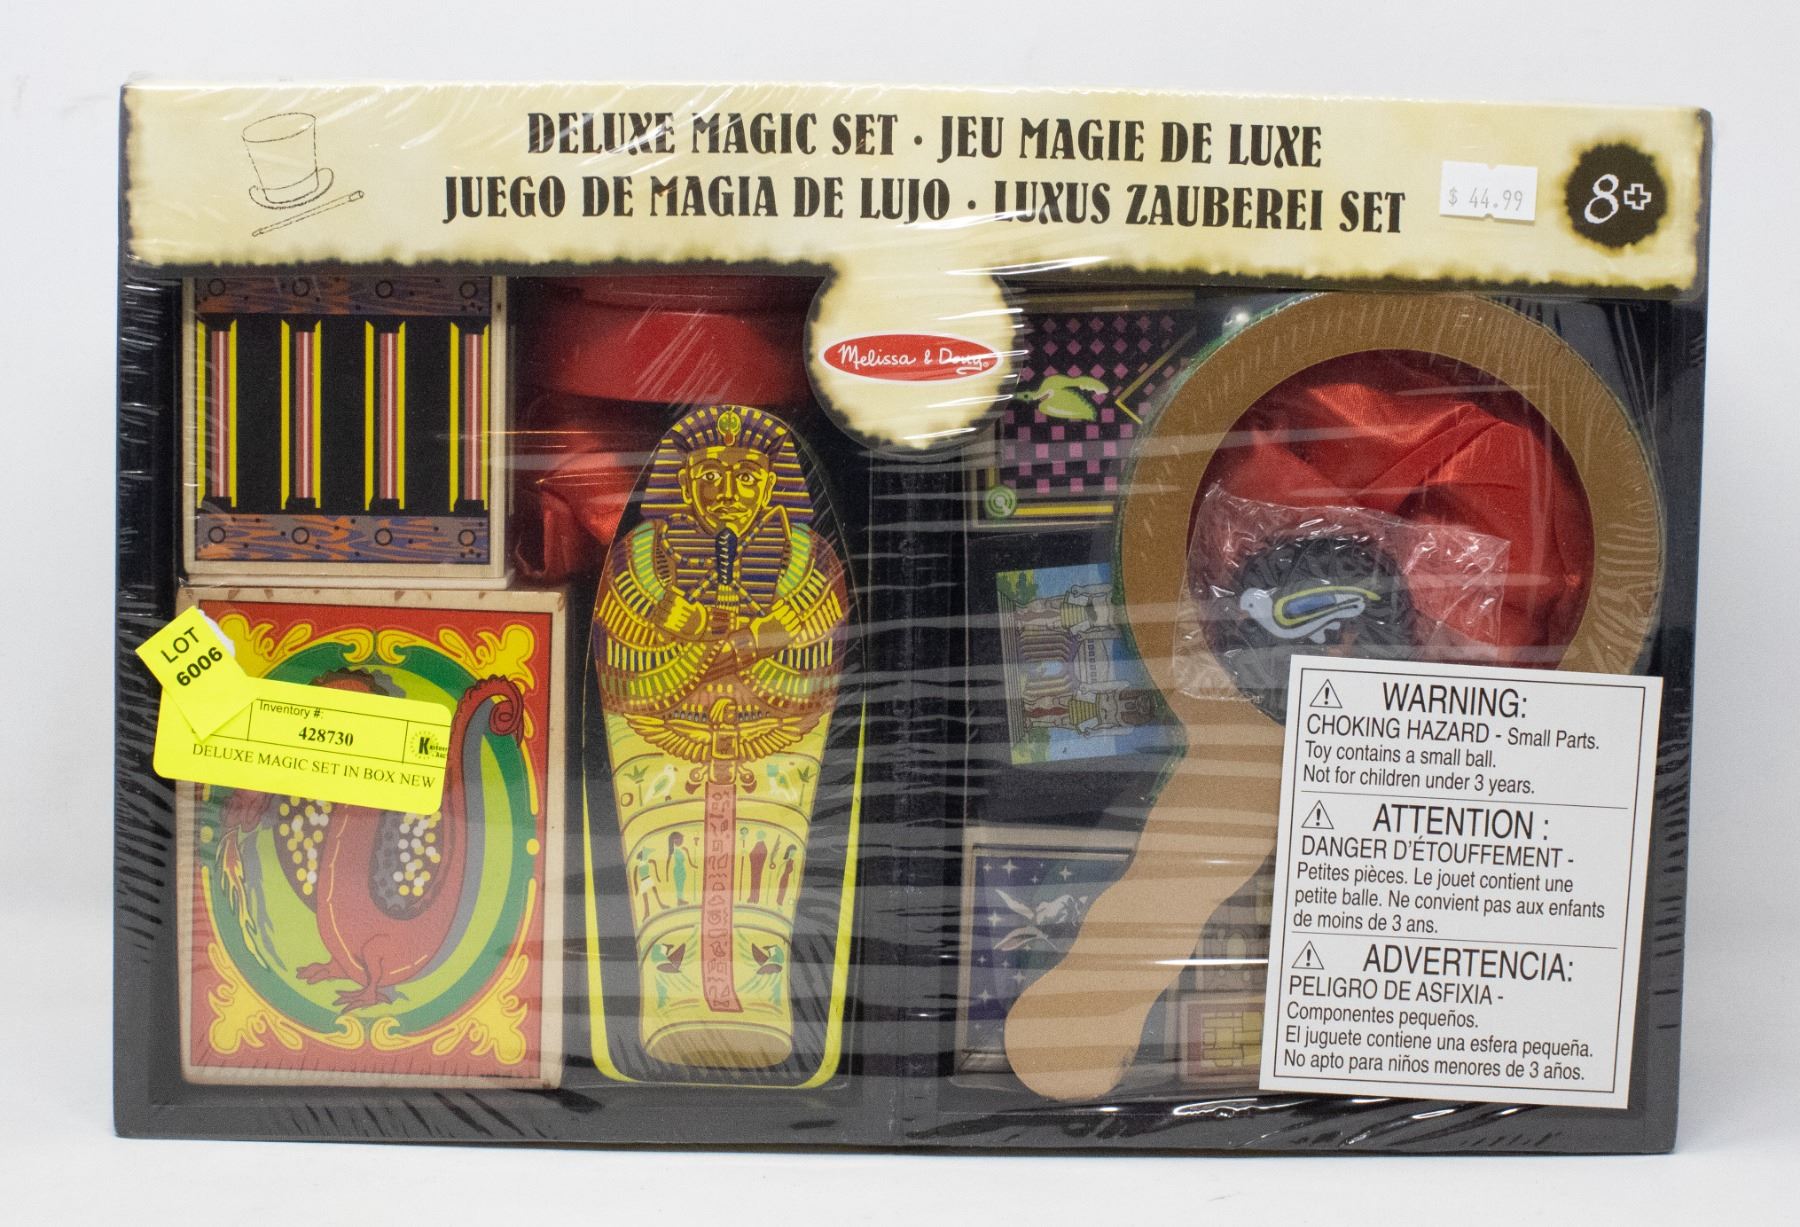 DELUXE MAGIC SET · JEU MAGIE DE LUXE
JUEGO DE MAGIA DE LUJO · LUXUS ZAUBEREI SET
$ 44.99
8+
Melissa & Doug®
LOT
6006
Inventory #:
428730
DELUXE MAGIC SET IN BOX NEW
WARNING:
CHOKING HAZARD - Small Parts.
Toy contains a small ball.
Not for children under 3 years.
ATTENTION :
DANGER D'ÉTOUFFEMENT -
Petites pièces. Le jouet contient une
petite balle. Ne convient pas aux enfants
de moins de 3 ans.
ADVERTENCIA:
PELIGRO DE ASFIXIA -
Componentes pequeños.
El juguete contiene una esfera pequeña.
No apto para niños menores de 3 años.